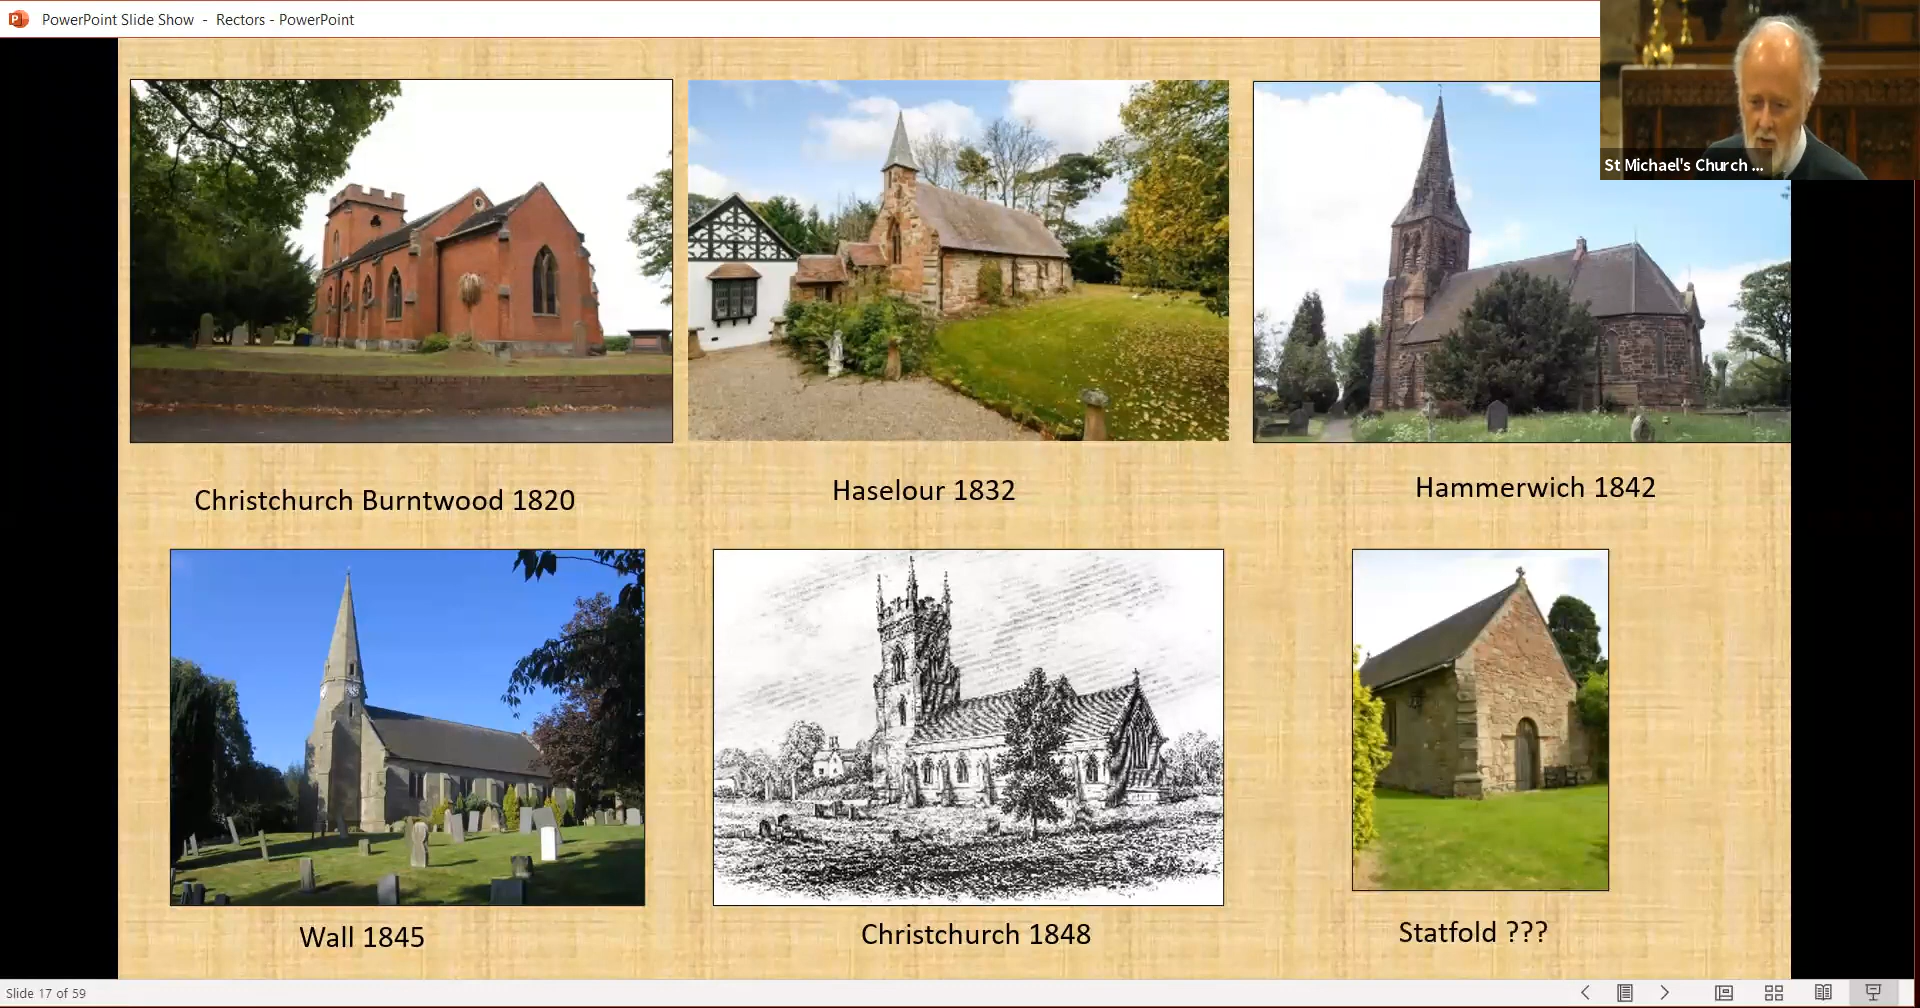 PowerPoint Slide Show - Rectors - PowerPoint
St Michael's Church ...
Christchurch Burntwood 1820
Haselour 1832
Hammerwich 1842
Wall 1845
Christchurch 1848
Statfold ???
Slide 17 of 59